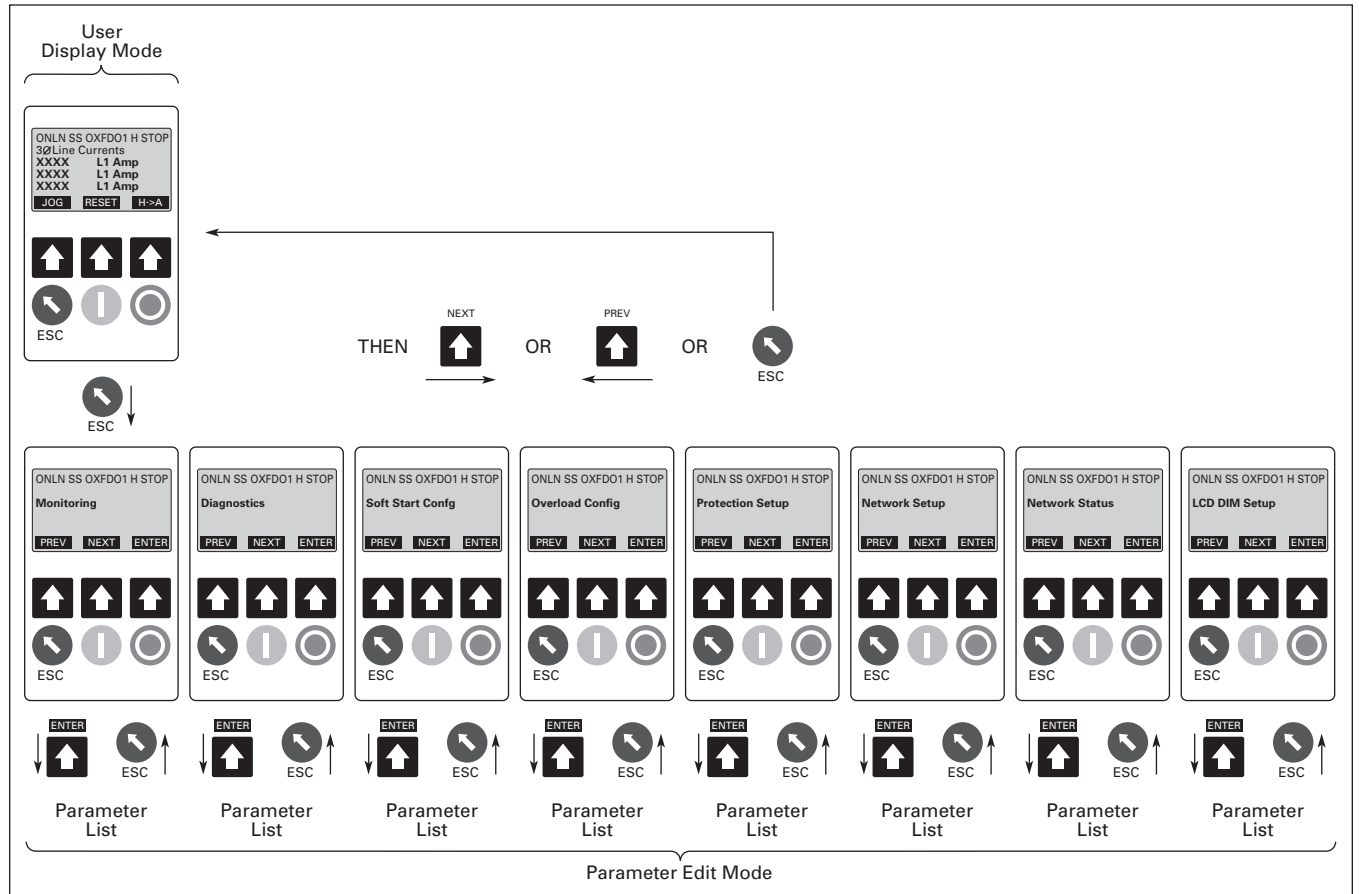 User
Display Mode
ONLN SS OXFDO1 H STOP
3ØLine Currents
XXXX L1 Amp
XXXX L1 Amp
XXXX L1 Amp
JOG RESET H->A
ESC
ESC
THEN
NEXT
OR
PREV
OR
ESC
ONLN SS OXFDO1 H STOP
Monitoring
PREV NEXT ENTER
ESC
ONLN SS OXFDO1 H STOP
Diagnostics
PREV NEXT ENTER
ESC
ONLN SS OXFDO1 H STOP
Soft Start Confg
PREV NEXT ENTER
ESC
ONLN SS OXFDO1 H STOP
Overload Config
PREV NEXT ENTER
ESC
ONLN SS OXFDO1 H STOP
Protection Setup
PREV NEXT ENTER
ESC
ONLN SS OXFDO1 H STOP
Network Setup
PREV NEXT ENTER
ESC
ONLN SS OXFDO1 H STOP
Network Status
PREV NEXT ENTER
ESC
ONLN SS OXFDO1 H STOP
LCD DIM Setup
PREV NEXT ENTER
ESC
ENTER
ESC
Parameter
List
ENTER
ESC
Parameter
List
ENTER
ESC
Parameter
List
ENTER
ESC
Parameter
List
ENTER
ESC
Parameter
List
ENTER
ESC
Parameter
List
ENTER
ESC
Parameter
List
ENTER
ESC
Parameter
List
Parameter Edit Mode